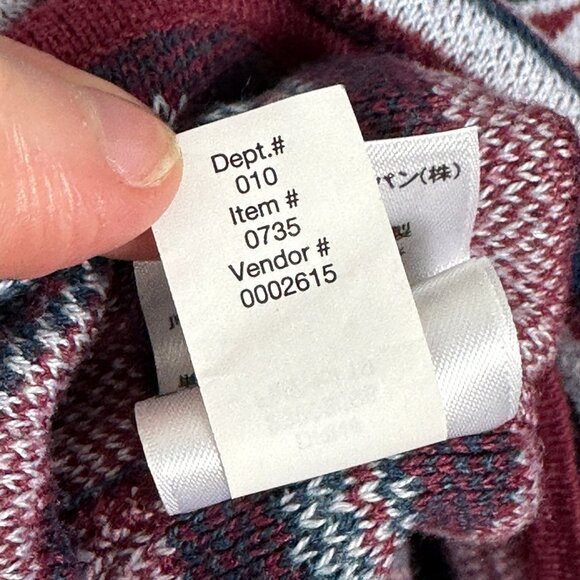 Dept.#
010
Item #
0735
Vendor #
0002615
パン(株)